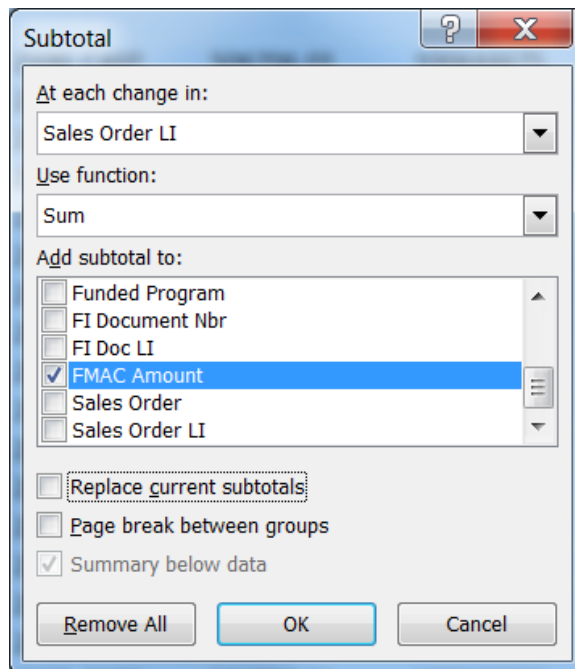 Subtotal
At each change in:
Sales Order LI
Use function:
Sum
Add subtotal to:
Funded Program
FI Document Nbr
FI Doc LI
FMAC Amount
Sales Order
Sales Order LI
Replace current subtotals
Page break between groups
Summary below data
Remove All OK Cancel